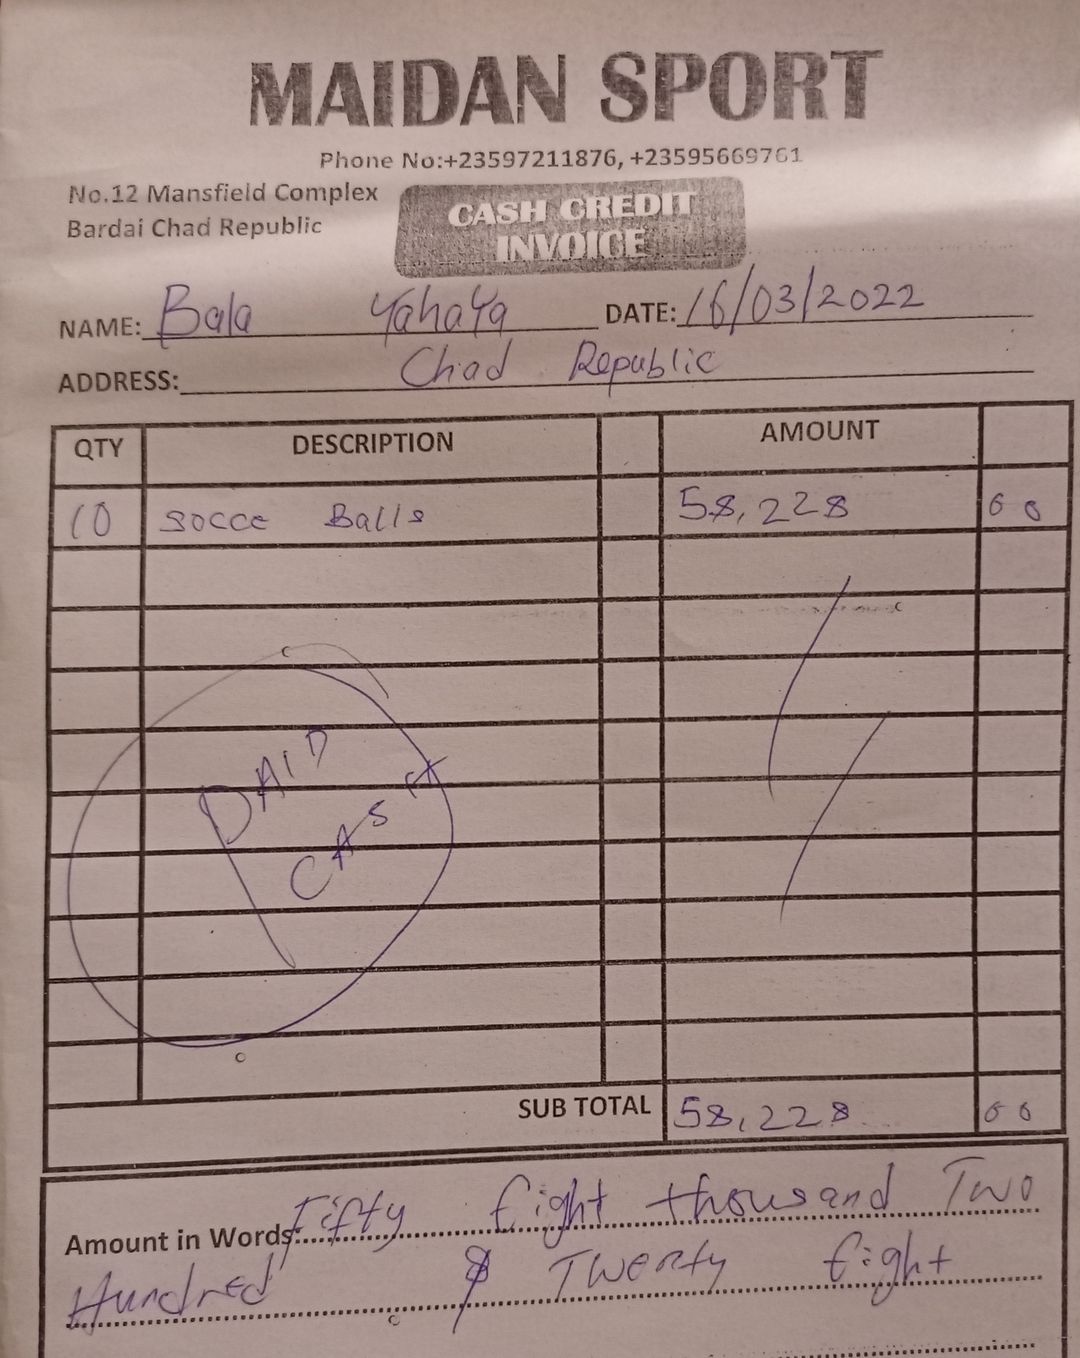 MAIDAN SPORT
Phone No:+23597211876, +23595669761
No.12 Mansfield Complex
Bardai Chad Republic
CASH CREDIT
INVOICE
NAME: Bala Yahaya DATE: 16/03/2022
ADDRESS: Chad Republic
QTY DESCRIPTION AMOUNT
10 socce Balls 58,228 00
PAID
CASH
SUB TOTAL 58,228 00
Amount in Words: Fifty Eight thousand Two
Hundred & Twenty Eight